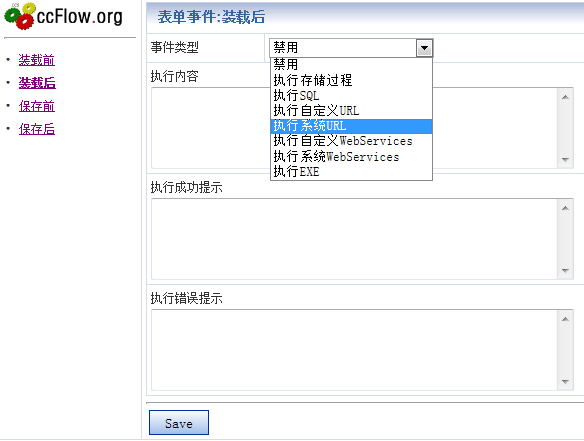 ccFlow.org
装载前
装载后
保存前
保存后
表单事件:装载后
事件类型
禁用
禁用
执行存储过程
执行SQL
执行自定义URL
执行系统URL
执行自定义WebServices
执行系统WebServices
执行EXE
执行内容
执行成功提示
执行错误提示
Save